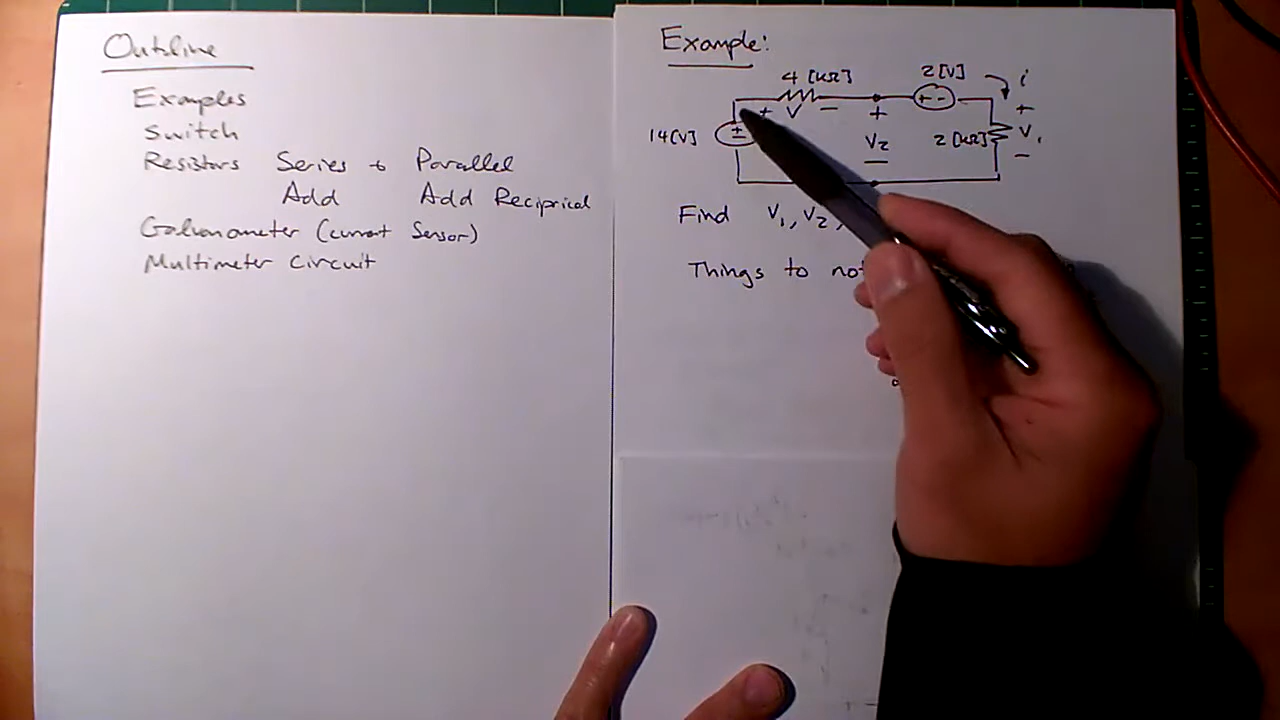 Outline
Examples
Switch
Resistors Series + Parallel
Add Add Reciprical
Galvanometer (current Sensor)
Multimeter Circuit
Example:
4 [kΩ] 2[V] i
+ V − + + −  +
14[V] ± V2 2[kΩ] V1
− −
Find V1, V2,
Things to not